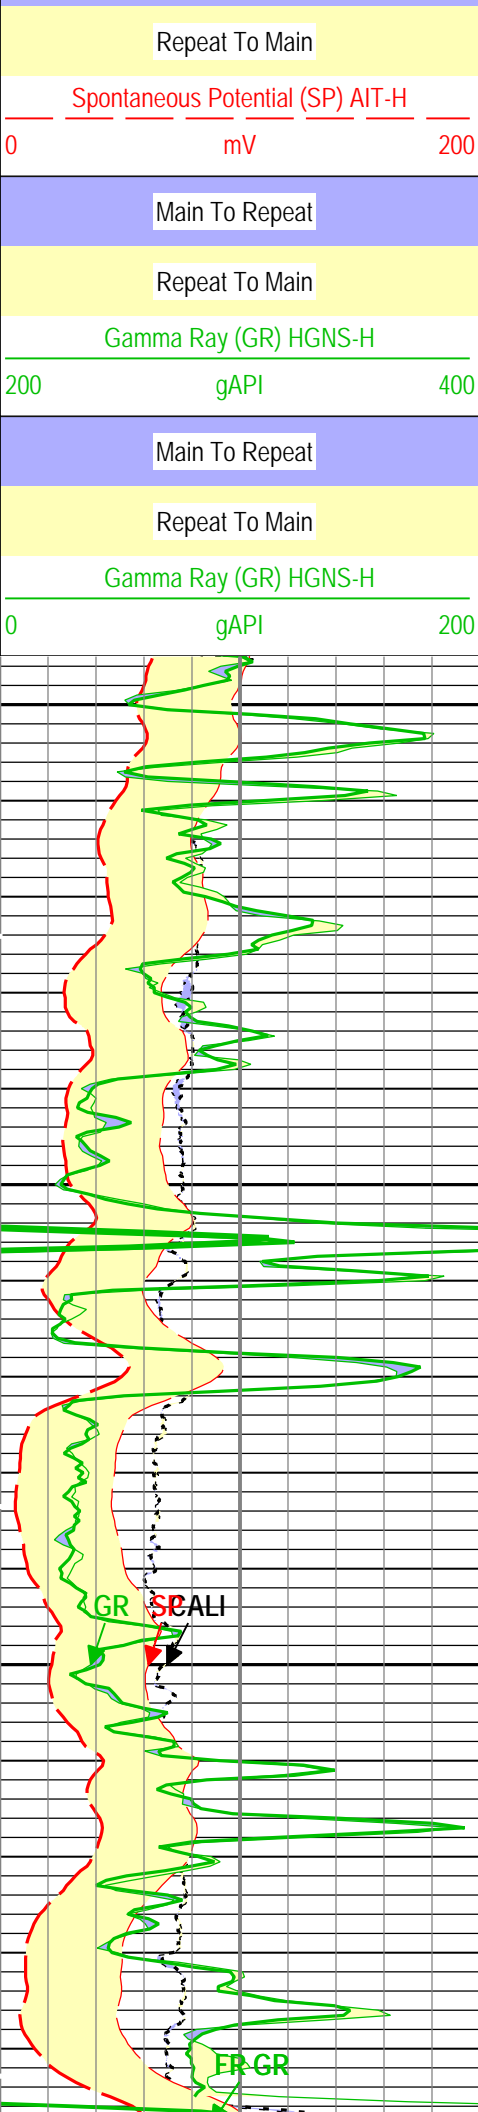 Repeat To Main
Spontaneous Potential (SP) AIT-H
0 mV 200
Main To Repeat
Repeat To Main
Gamma Ray (GR) HGNS-H
200 gAPI 400
Main To Repeat
Repeat To Main
Gamma Ray (GR) HGNS-H
0 gAPI 200
GR SP CALI
FR GR